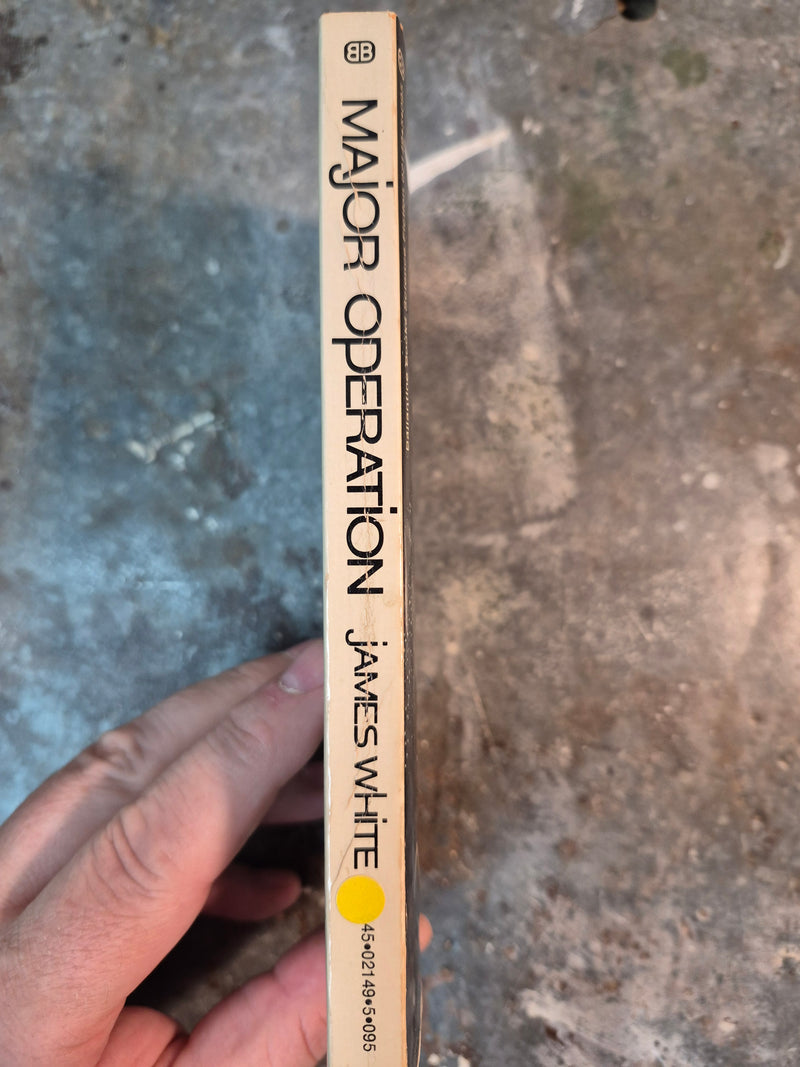 BB
MAjOR OpERATiON jAMES WhiTE
45•02149•5•095